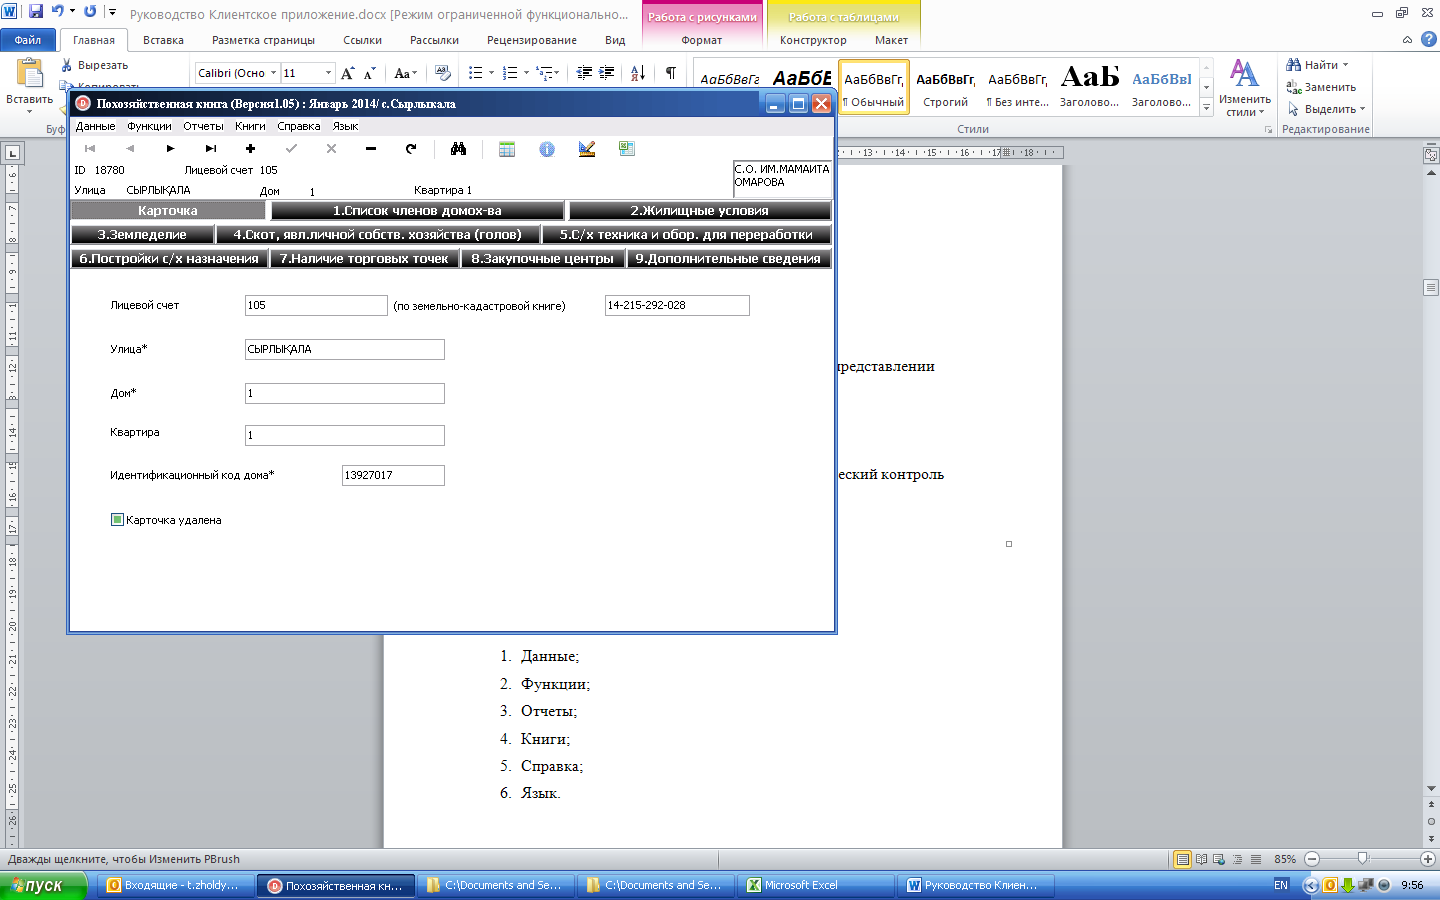 Руководство Клиентское приложение.docx [Режим ограниченной функционально...
Работа с рисунками
Работа с таблицами
Файл
Главная
Вставка
Разметка страницы
Ссылки
Рассылки
Рецензирование
Вид
Формат
Конструктор
Макет
Вставить
Вырезать
Calibri (Осно
11
АаБбВвГг
АаБбВ
АаБбВвГг,
АаБбВвГг,
АаБбВвГг,
АаБ
АаБбВвІ
¶ Обычный
Строгий
¶ Без инте...
Заголово...
Заголово...
Изменить
стили
Найти
Заменить
Выделить
Стили
Редактирование
Похозяйственная книга (Версия1.05) : Январь 2014/ с.Сырлыкала
Данные Функции Отчеты Книги Справка Язык
ID 18780 Лицевой счет 105
Улица СЫРЛЫҚАЛА Дом 1 Квартира 1
С.О. ИМ.МАМАИТА
ОМАРОВА
Карточка 1.Список членов домох-ва 2.Жилищные условия
3.Земледелие 4.Скот, явл.личной собств. хозяйства (голов) 5.С/х техника и обор. для переработки
6.Постройки с/х назначения 7.Наличие торговых точек 8.Закупочные центры 9.Дополнительные сведения
Лицевой счет 105 (по земельно-кадастровой книге) 14-215-292-028
Улица* СЫРЛЫҚАЛА
Дом* 1
Квартира 1
Идентификационный код дома* 13927017
Карточка удалена
представлении
еский контроль
1. Данные;
2. Функции;
3. Отчеты;
4. Книги;
5. Справка;
6. Язык.
Дважды щелкните, чтобы Изменить PBrush
85%
пуск
Входящие - t.zholdy...
Похозяйственная кн...
C:\Documents and Se...
C:\Documents and Se...
Microsoft Excel
Руководство Клиен...
EN
9:56